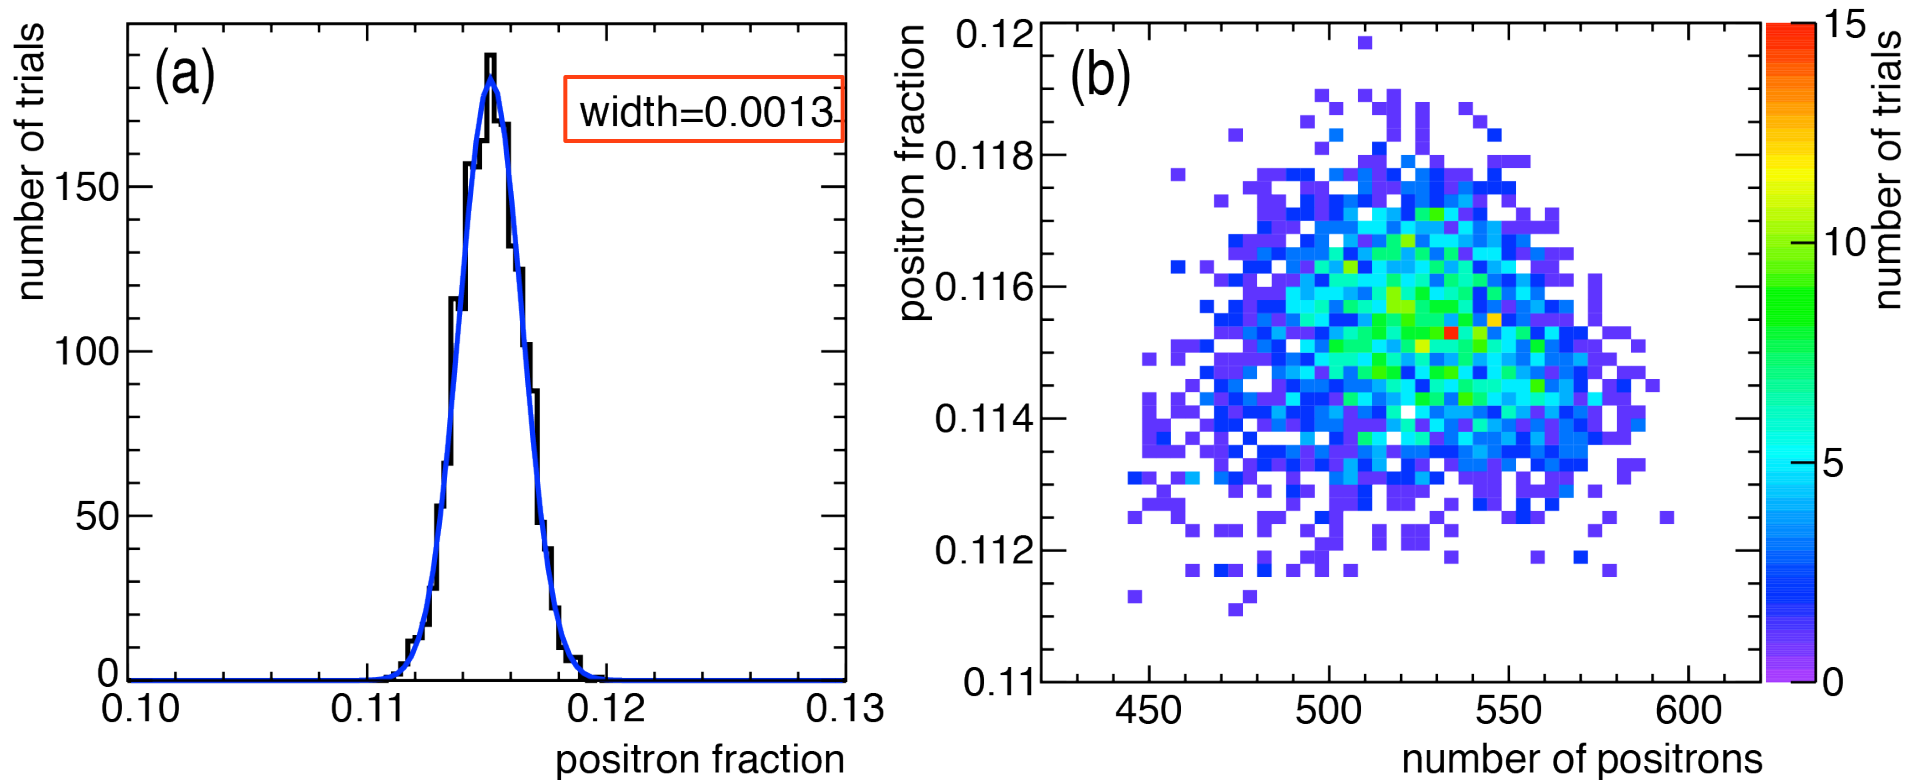 (a)
width=0.0013
number of trials
150
100
50
0
0.10
0.11
0.12
0.13
positron fraction
(b)
positron fraction
0.12
0.118
0.116
0.114
0.112
0.11
450
500
550
600
number of positrons
15
10
5
0
number of trials